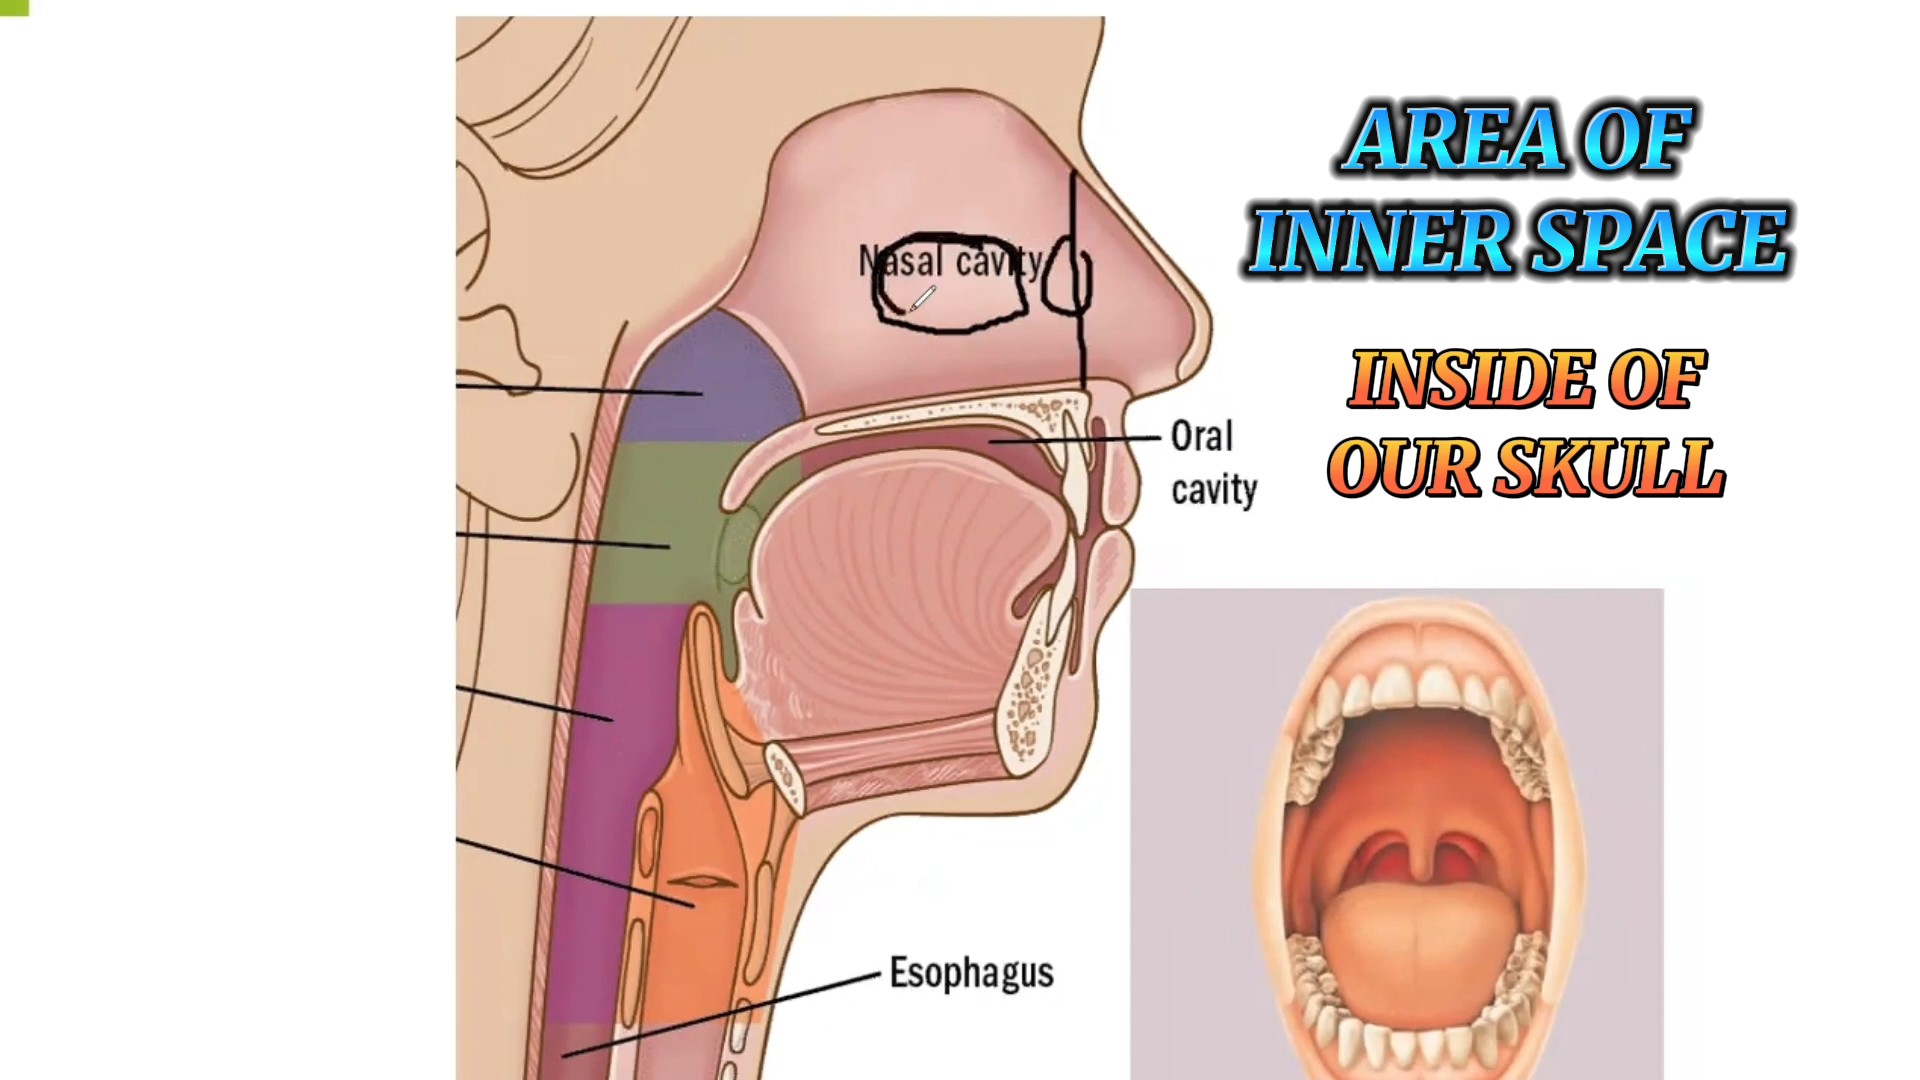 AREA OF
INNER SPACE
Nasal cavity
INSIDE OF
OUR SKULL
Oral
cavity
Esophagus